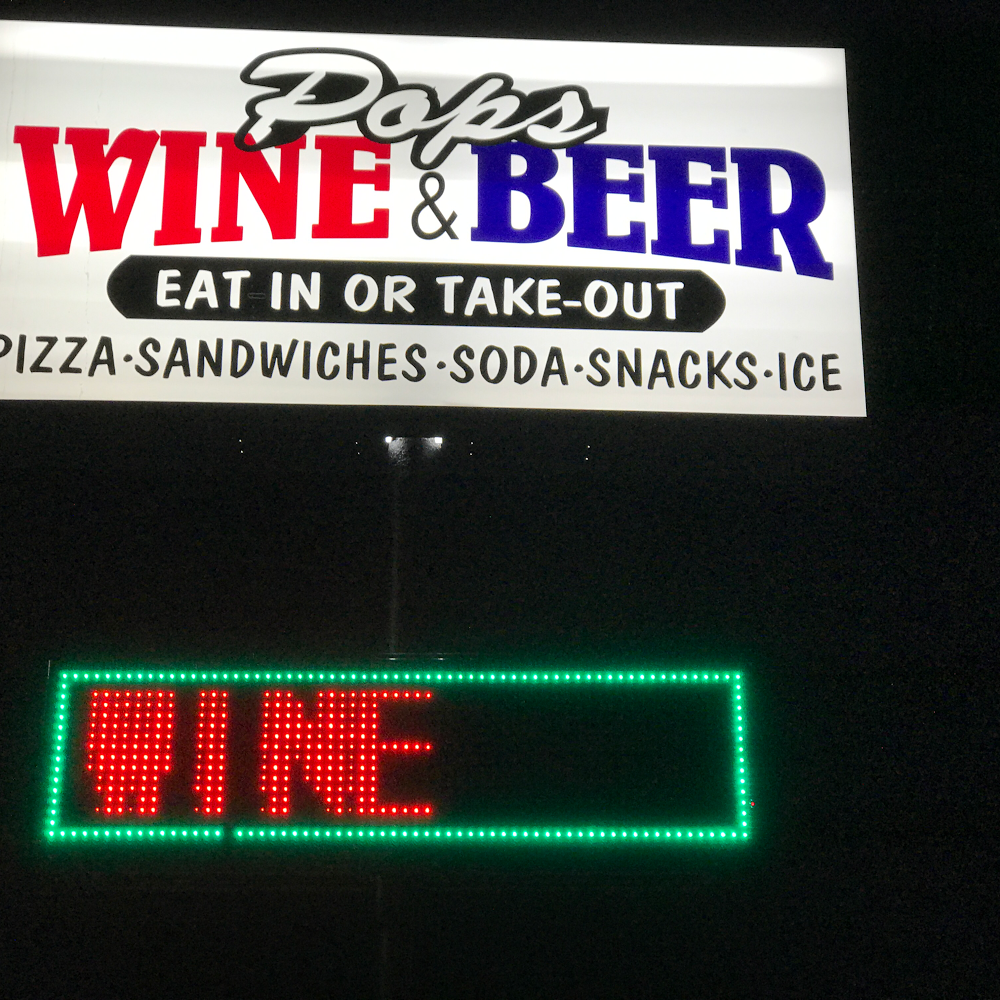 Pops
WINE & BEER
EAT IN OR TAKE-OUT
PIZZA·SANDWICHES·SODA·SNACKS·ICE
WINE